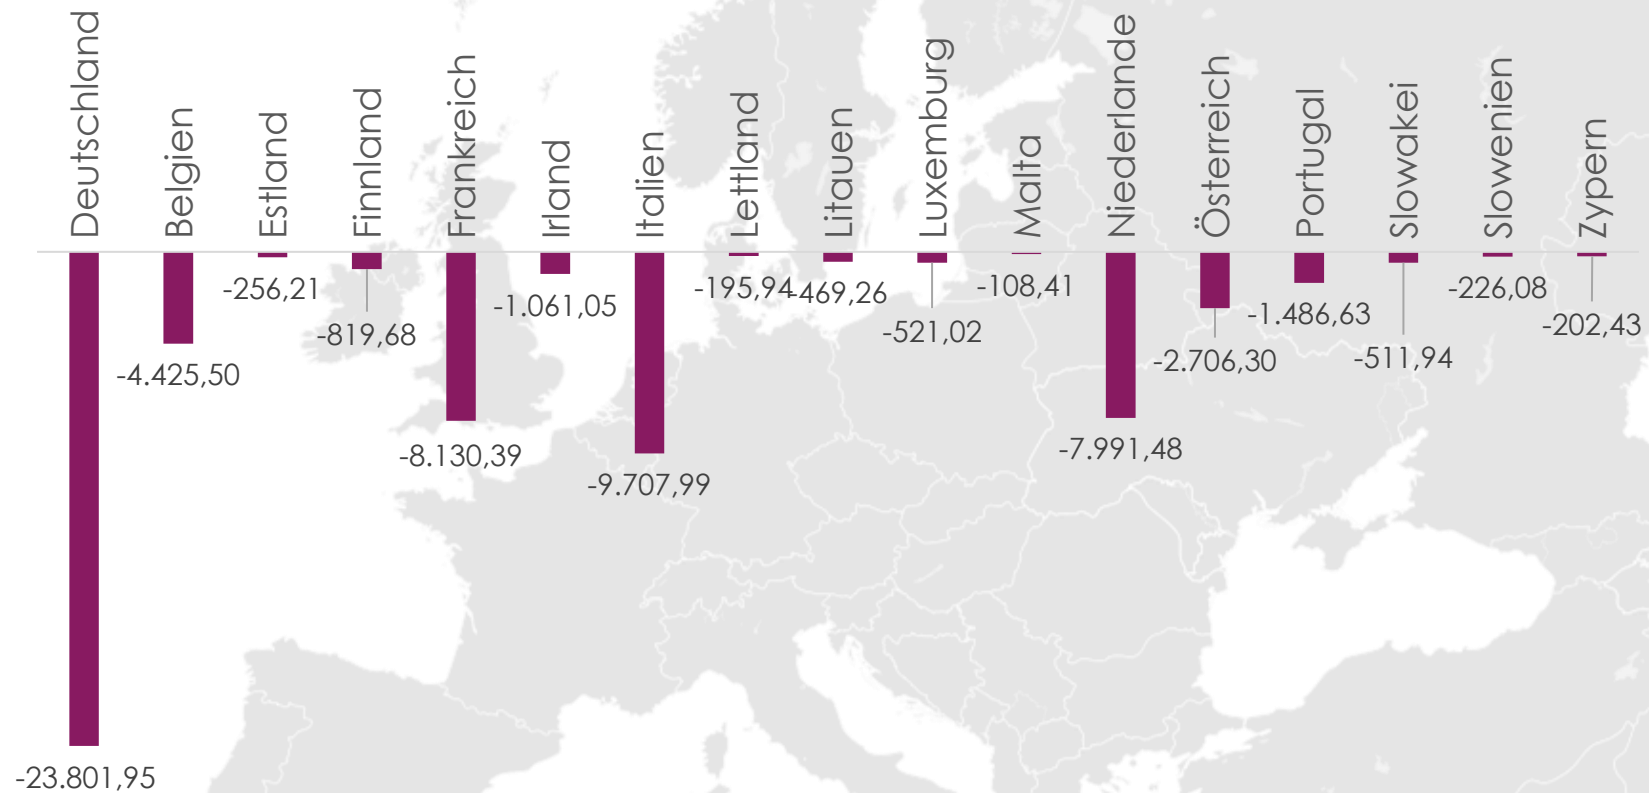 Deutschland
Belgien
Estland
Finnland
Frankreich
Irland
Italien
Lettland
Litauen
Luxemburg
Malta
Niederlande
Österreich
Portugal
Slowakei
Slowenien
Zypern
-23.801,95
-4.425,50
-256,21
-819,68
-8.130,39
-1.061,05
-9.707,99
-195,94
-469,26
-521,02
-108,41
-7.991,48
-2.706,30
-1.486,63
-511,94
-226,08
-202,43